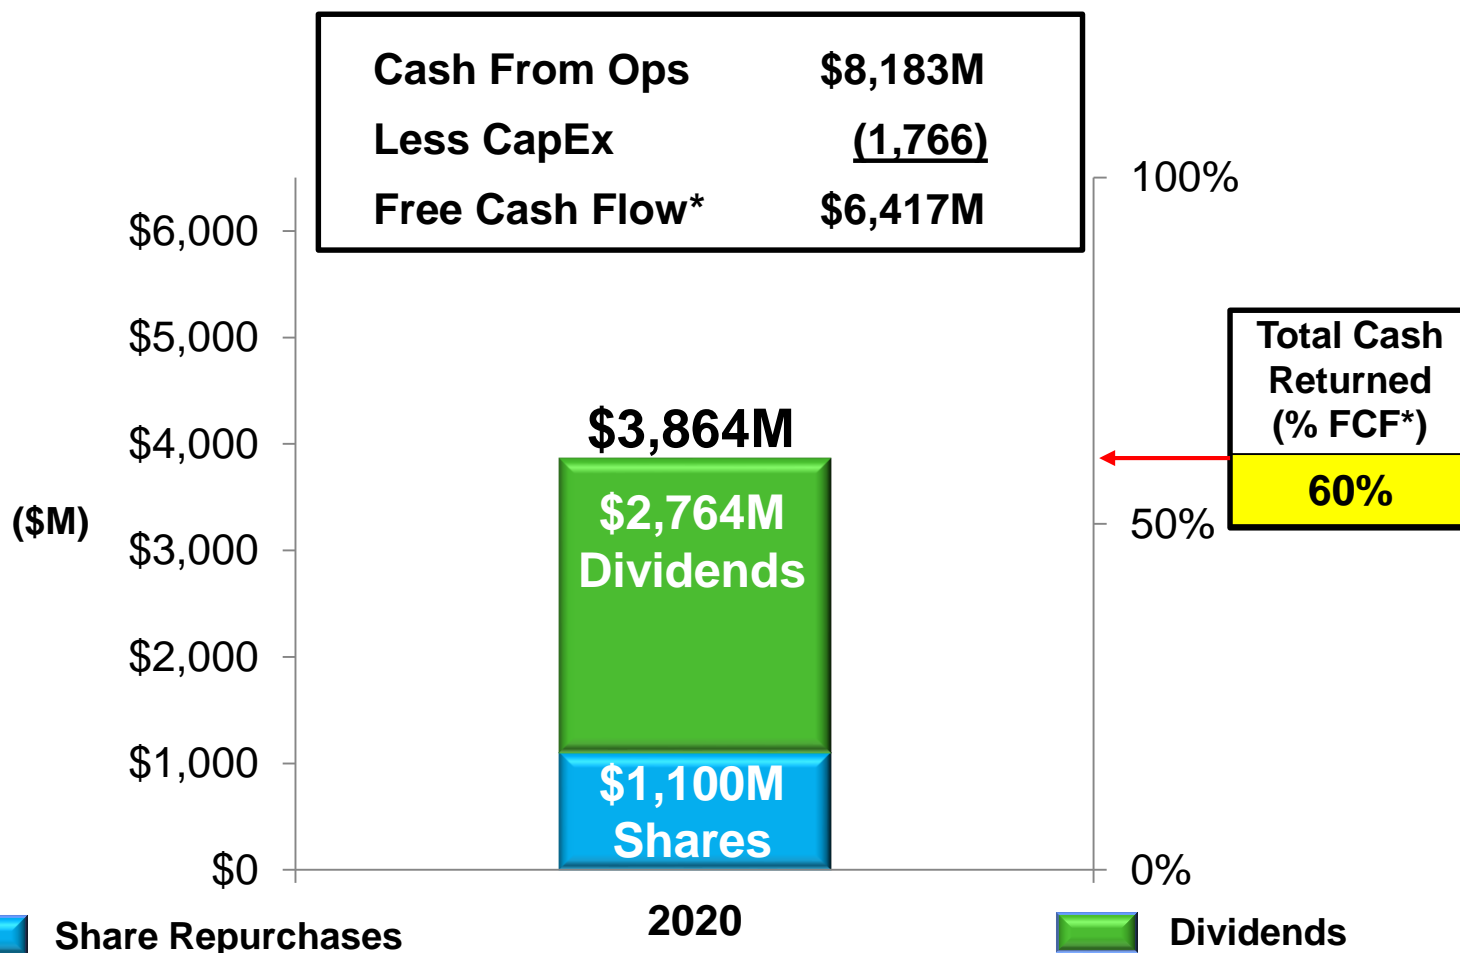 Cash From Ops $8,183M
Less CapEx (1,766)
Free Cash Flow* $6,417M
100%
$6,000
$5,000
Total Cash
Returned
(% FCF*)
60%
$4,000
$3,864M
($M)
$3,000
$2,764M
Dividends
50%
$2,000
$1,000
$1,100M
Shares
$0
0%
2020
Share Repurchases
Dividends